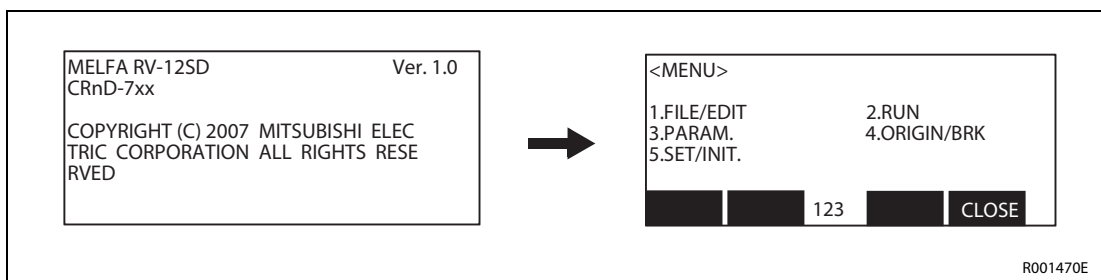 MELFA RV-12SD Ver. 1.0
CRnD-7xx
COPYRIGHT (C) 2007 MITSUBISHI ELEC
TRIC CORPORATION ALL RIGHTS RESE
RVED
<MENU>
1.FILE/EDIT 2.RUN
3.PARAM. 4.ORIGIN/BRK
5.SET/INIT.
123 CLOSE
R001470E